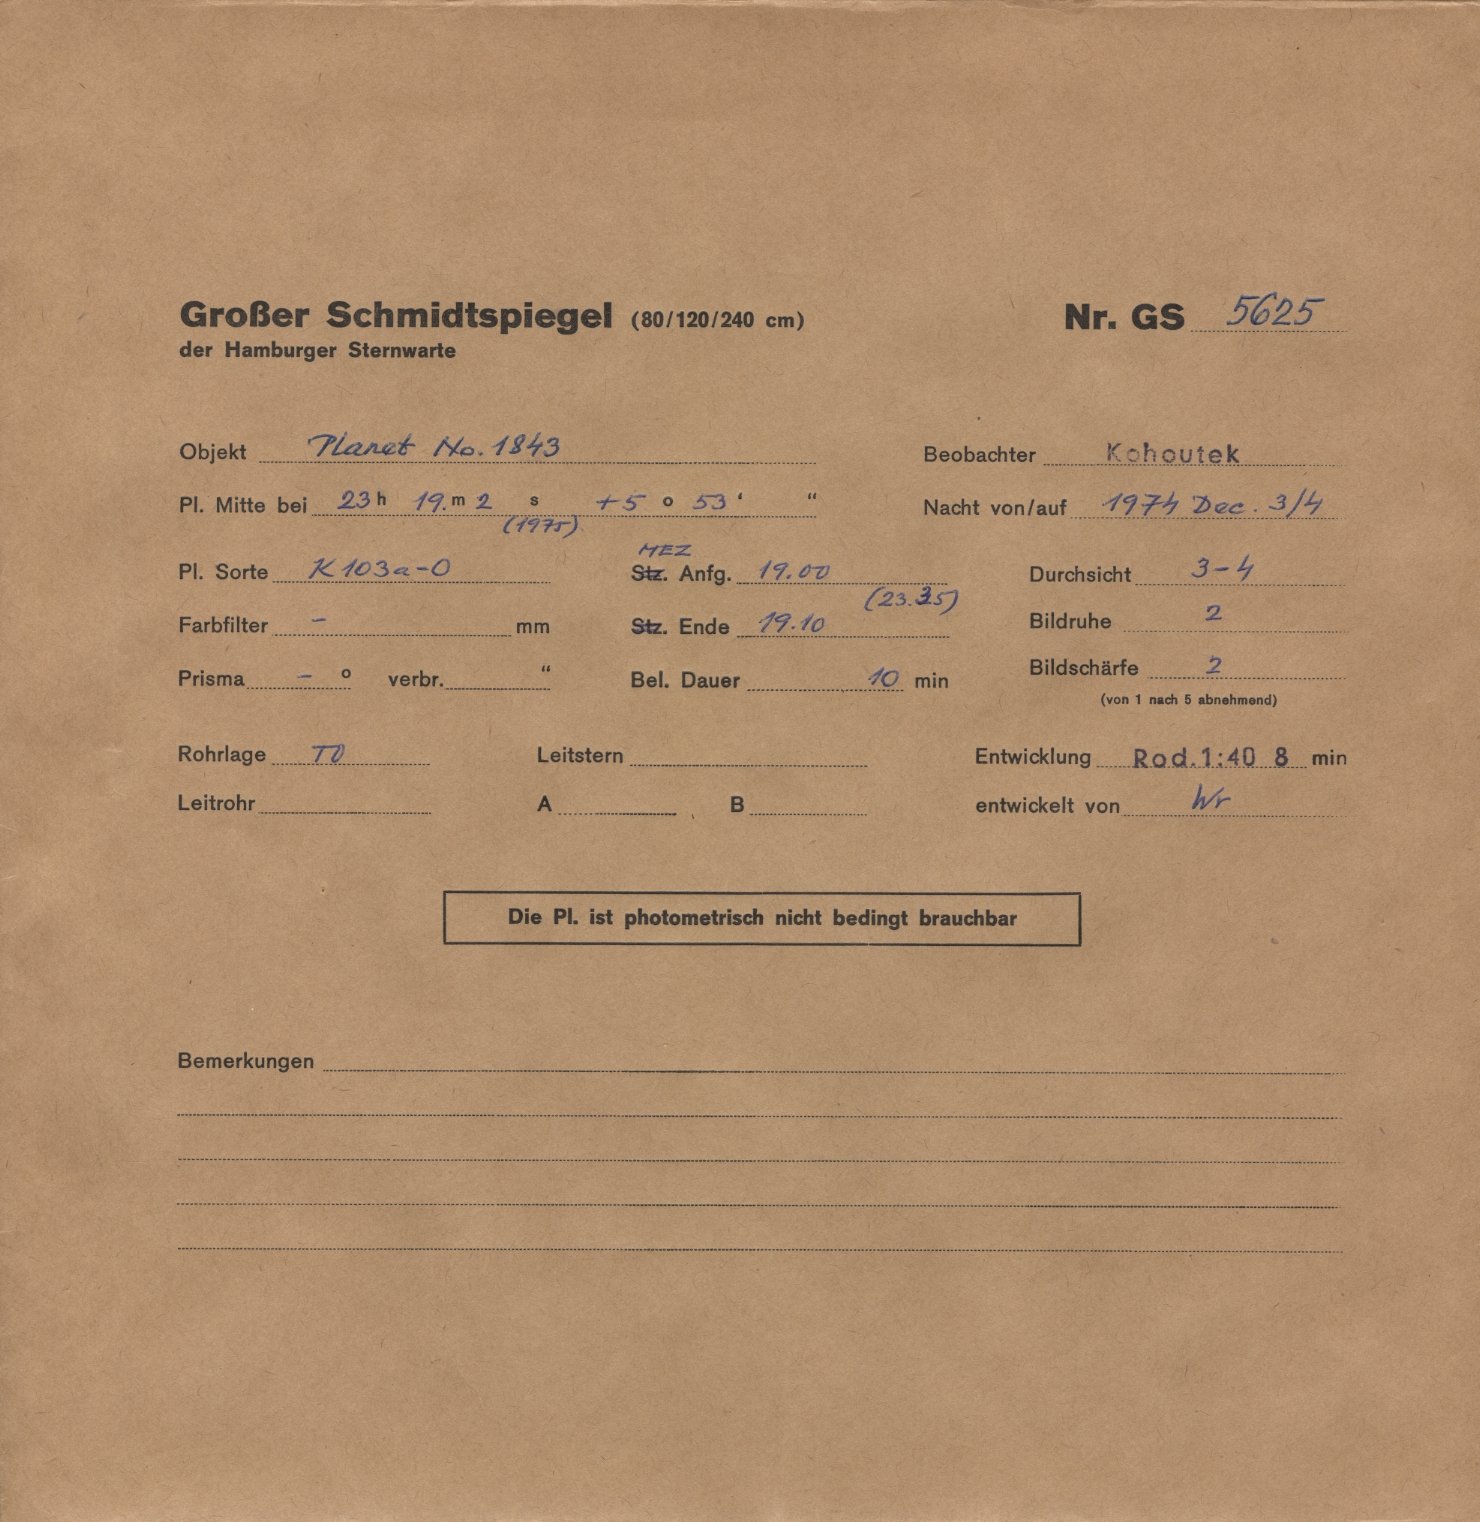 Großer Schmidtspiegel (80/120/240 cm) Nr. GS 5625
der Hamburger Sternwarte
Objekt Planet No. 1843 Beobachter Kohoutek
Pl. Mitte bei 23 h 19. m 2 s +5 o 53 ‘ “ Nacht von/auf 1974 Dec. 3/4
(1975)
MEZ
Pl. Sorte K 103a-O Stz. Anfg. 19.00 Durchsicht 3-4
(23.35)
Farbfilter - mm Stz. Ende 19.10 Bildruhe 2
Prisma - o verbr. “ Bel. Dauer 10 min Bildschärfe 2
(von 1 nach 5 abnehmend)
Rohrlage TO Leitstern Entwicklung Rod.1:40 8 min
Leitrohr A B entwickelt von Wr
Die Pl. ist photometrisch nicht bedingt brauchbar
Bemerkungen